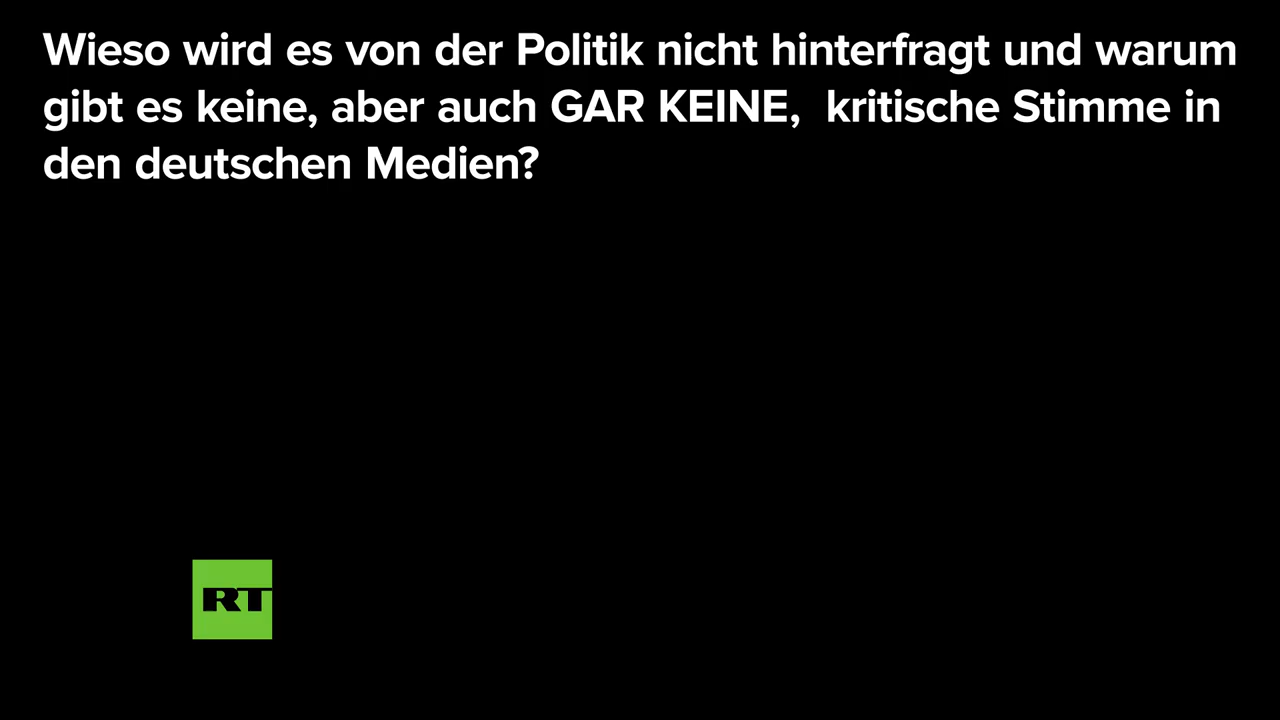 Wieso wird es von der Politik nicht hinterfragt und warum
gibt es keine, aber auch GAR KEINE,  kritische Stimme in
den deutschen Medien?
RT